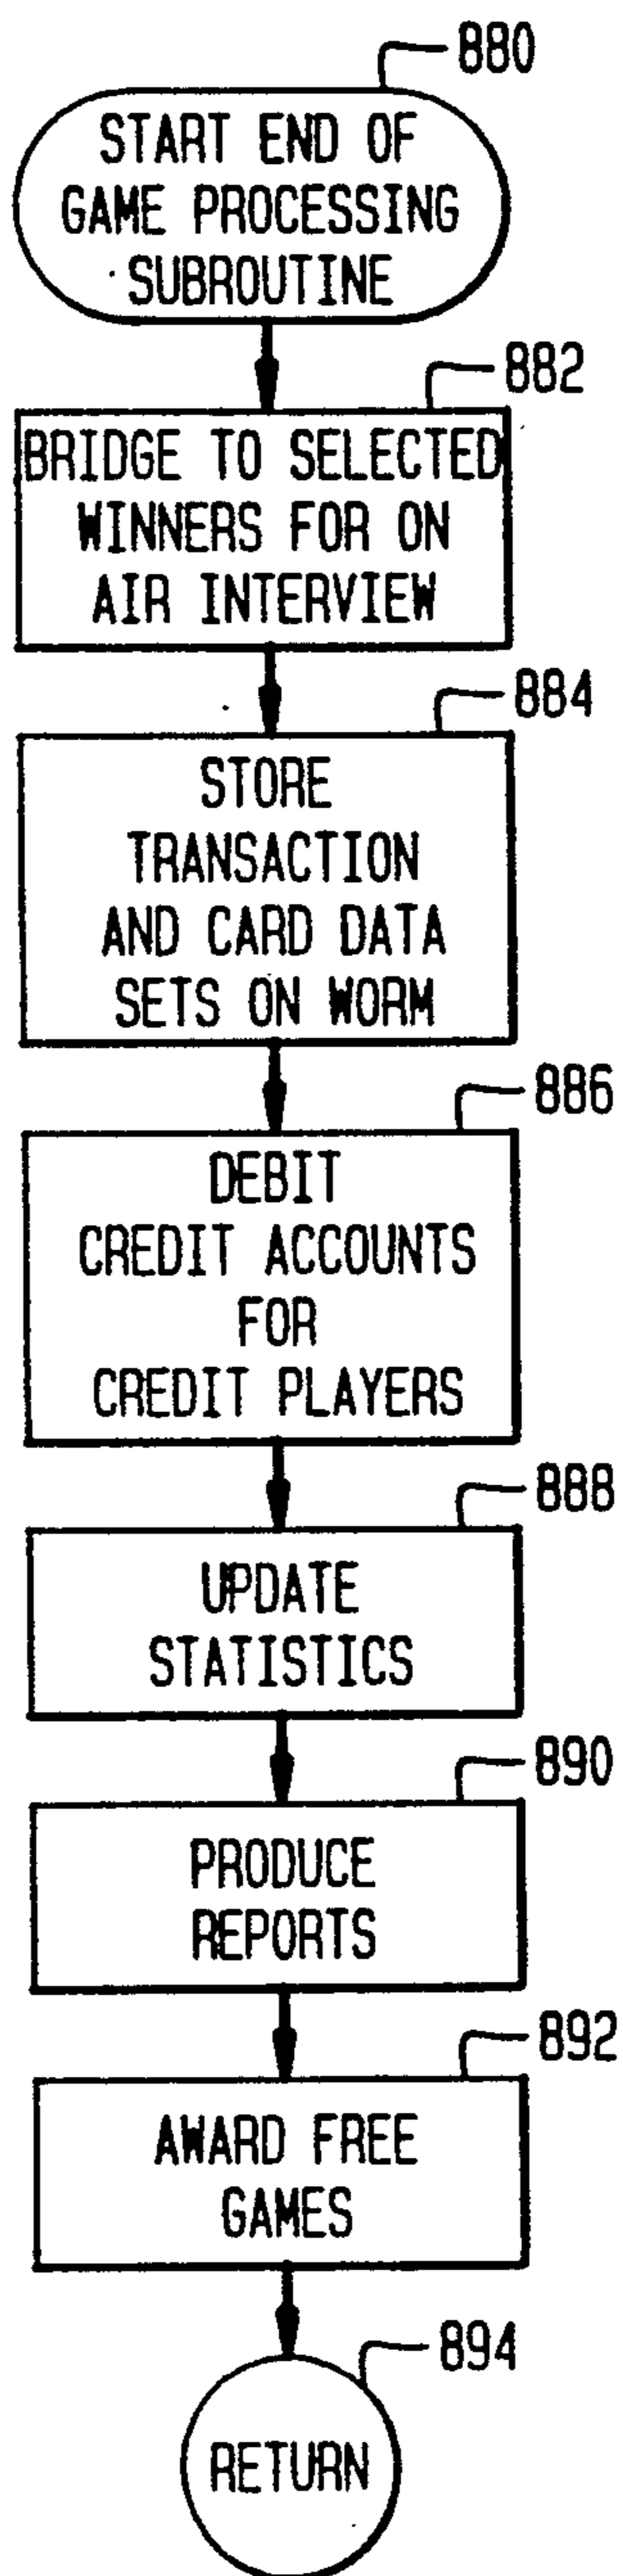 880
START END OF
GAME PROCESSING
SUBROUTINE
882
BRIDGE TO SELECTED
WINNERS FOR ON
AIR INTERVIEW
884
STORE
TRANSACTION
AND CARD DATA
SETS ON WORM
886
DEBIT
CREDIT ACCOUNTS
FOR
CREDIT PLAYERS
888
UPDATE
STATISTICS
890
PRODUCE
REPORTS
892
AWARD FREE
GAMES
894
RETURN